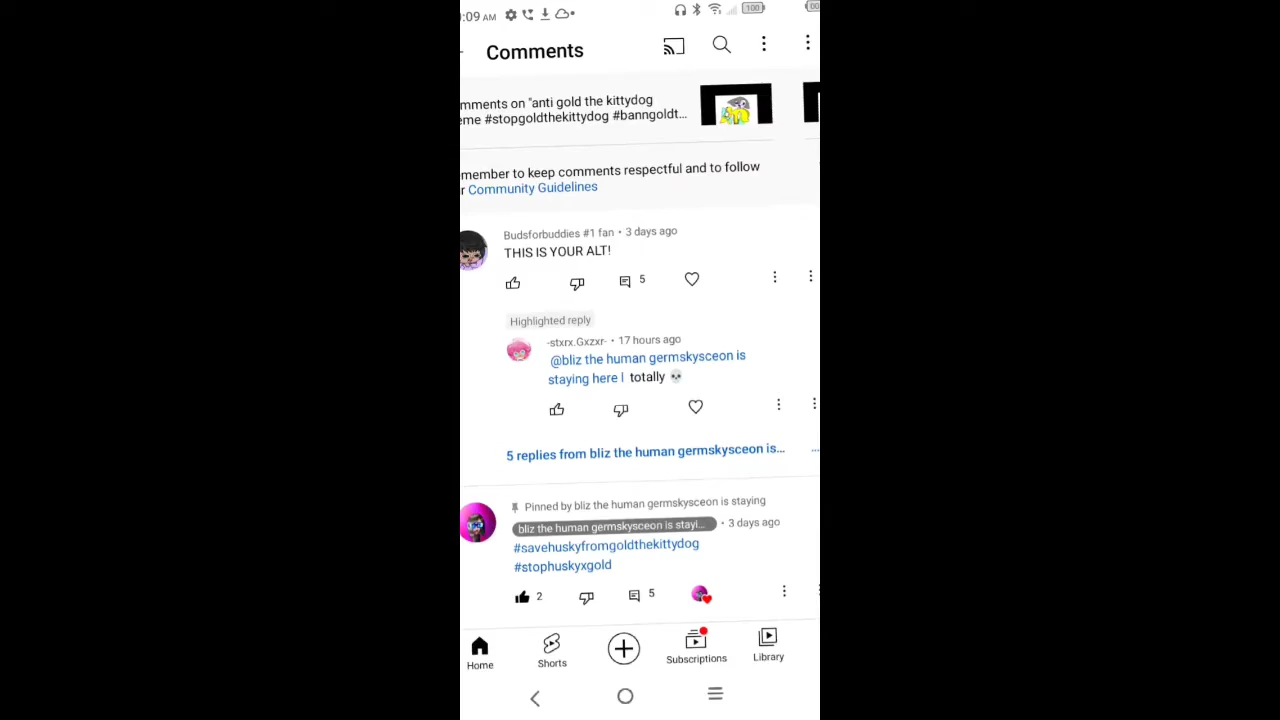 :09 AM
100
00
Comments
mments on "anti gold the kittydog
eme #stopgoldthekittydog #banngoldt...
member to keep comments respectful and to follow
r Community Guidelines
Budsforbuddies #1 fan • 3 days ago
THIS IS YOUR ALT!
5
Highlighted reply
-stxrx.Gxzxr- • 17 hours ago
@bliz the human germskysceon is
staying here l totally 💀
5 replies from bliz the human germskysceon is...
...
Pinned by bliz the human germskysceon is staying
bliz the human germskysceon is stayi... • 3 days ago
#savehuskyfromgoldthekittydog
#stophuskyxgold
2
5
Home
Shorts
Subscriptions
Library